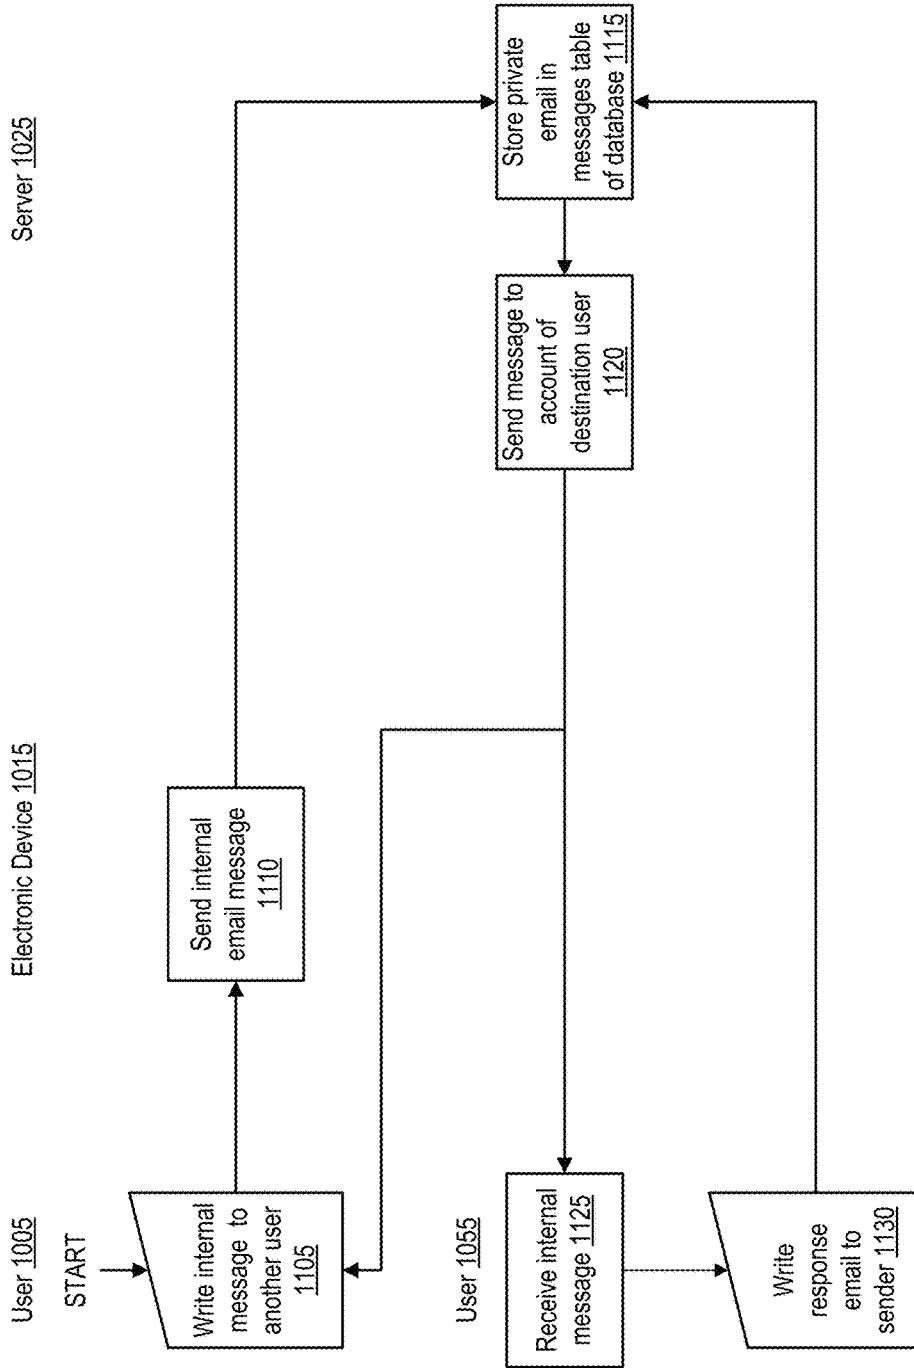 User 1005
Electronic Device 1015
Server 1025
START
Write internal
message to
another user
1105
Send internal
email message
1110
Store private
email in
messages table
of database 1115
Send message to
account of
destination user
1120
User 1055
Receive internal
message 1125
Write
response
email to
sender 1130